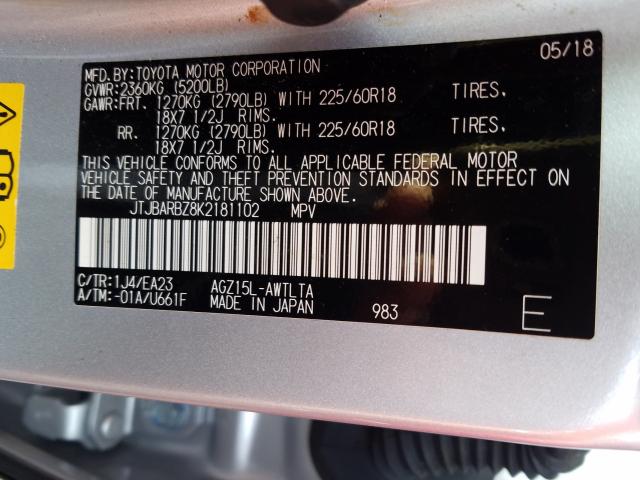 05/18
MFD.BY:TOYOTA MOTOR CORPORATION
GVWR:2360KG (5200LB)
GAWR:FRT. 1270KG (2790LB) WITH 225/60R18 TIRES.
18X7 1/2J RIMS.
RR. 1270KG (2790LB) WITH 225/60R18 TIRES.
18X7 1/2J RIMS.
THIS VEHICLE CONFORMS TO ALL APPLICABLE FEDERAL MOTOR
VEHICLE SAFETY AND THEFT PREVENTION STANDARDS IN EFFECT ON
THE DATE OF MANUFACTURE SHOWN ABOVE.
JTJBARBZ8K2181102 MPV
C/TR:1J4/EA23 AGZ15L-AWTLTA
A/TM:-01A/U661F MADE IN JAPAN 983
E